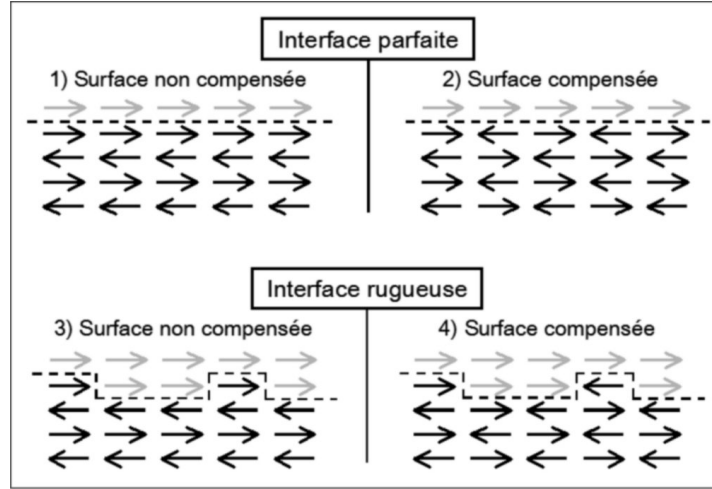 Interface parfaite
1) Surface non compensée
2) Surface compensée
Interface rugueuse
3) Surface non compensée
4) Surface compensée